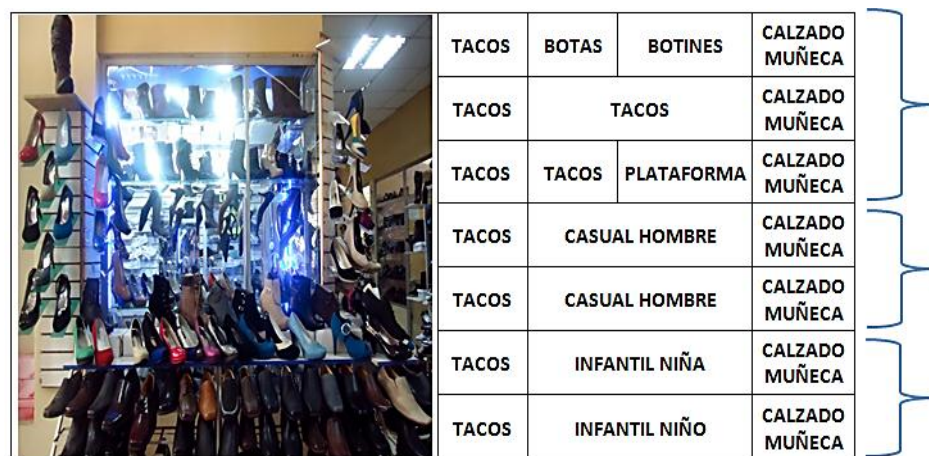 TACOS BOTAS BOTINES CALZADO MUÑECA
TACOS TACOS CALZADO MUÑECA
TACOS TACOS PLATAFORMA CALZADO MUÑECA
TACOS CASUAL HOMBRE CALZADO MUÑECA
TACOS CASUAL HOMBRE CALZADO MUÑECA
TACOS INFANTIL NIÑA CALZADO MUÑECA
TACOS INFANTIL NIÑO CALZADO MUÑECA